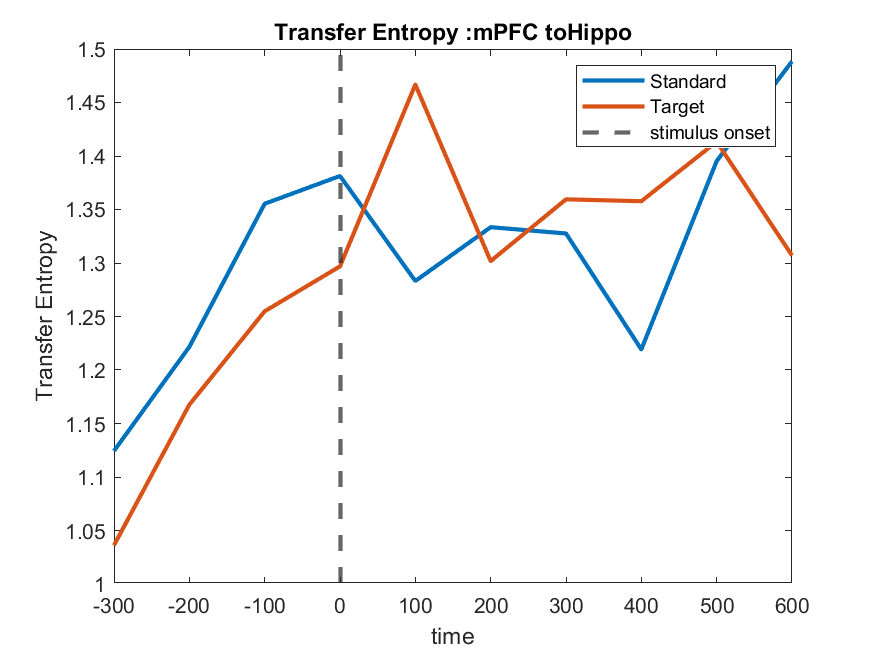 Transfer Entropy :mPFC toHippo
1.5
1.45
1.4
1.35
1.3
1.25
1.2
1.15
1.1
1.05
1
Transfer Entropy
Standard
Target
stimulus onset
-300 -200 -100 0 100 200 300 400 500 600
time